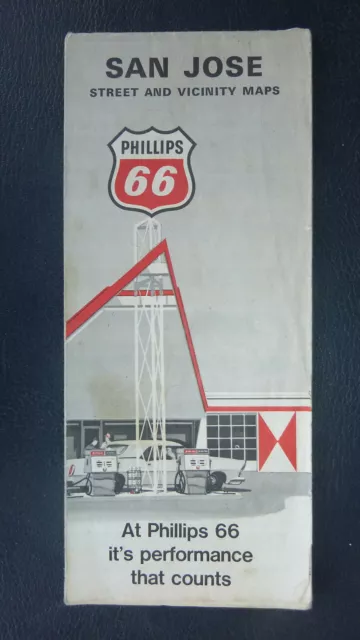 SAN JOSE
STREET AND VICINITY MAPS
PHILLIPS
66
At Phillips 66
it's performance
that counts